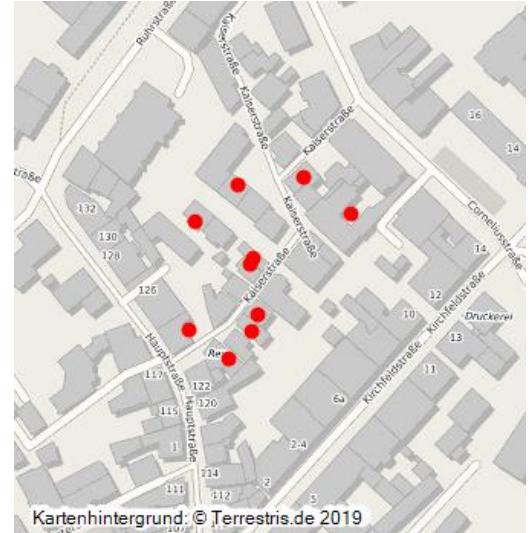 Ruhrstraße
Kaiserstraße
Kaiserstraße
Kaiserstraße
16
14
straße
132
130
128
Kaiserstraße
Corneliusstraße
14
126
Kaiserstraße
12
Druckerei
10
Kirchfeldstraße
13
Hauptstraße
Re
117
122
11
Kirchfeldstraße
120
6a
115
Hauptstraße
1
2-4
114
2
111
112
5
107
Kartenhintergrund: © Terrestris.de 2019